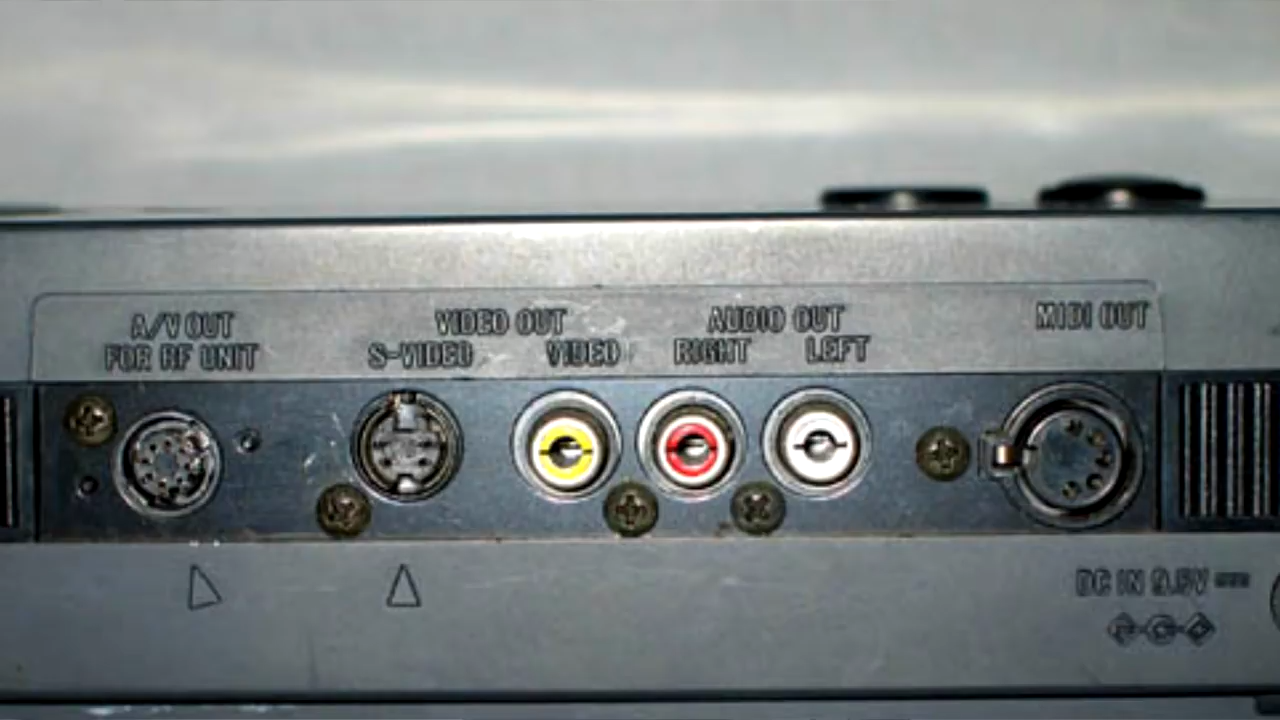 A/V OUT
FOR RF UNIT
VIDEO OUT
S-VIDEO VIDEO
AUDIO OUT
RIGHT LEFT
MIDI OUT
DC IN 9.5V